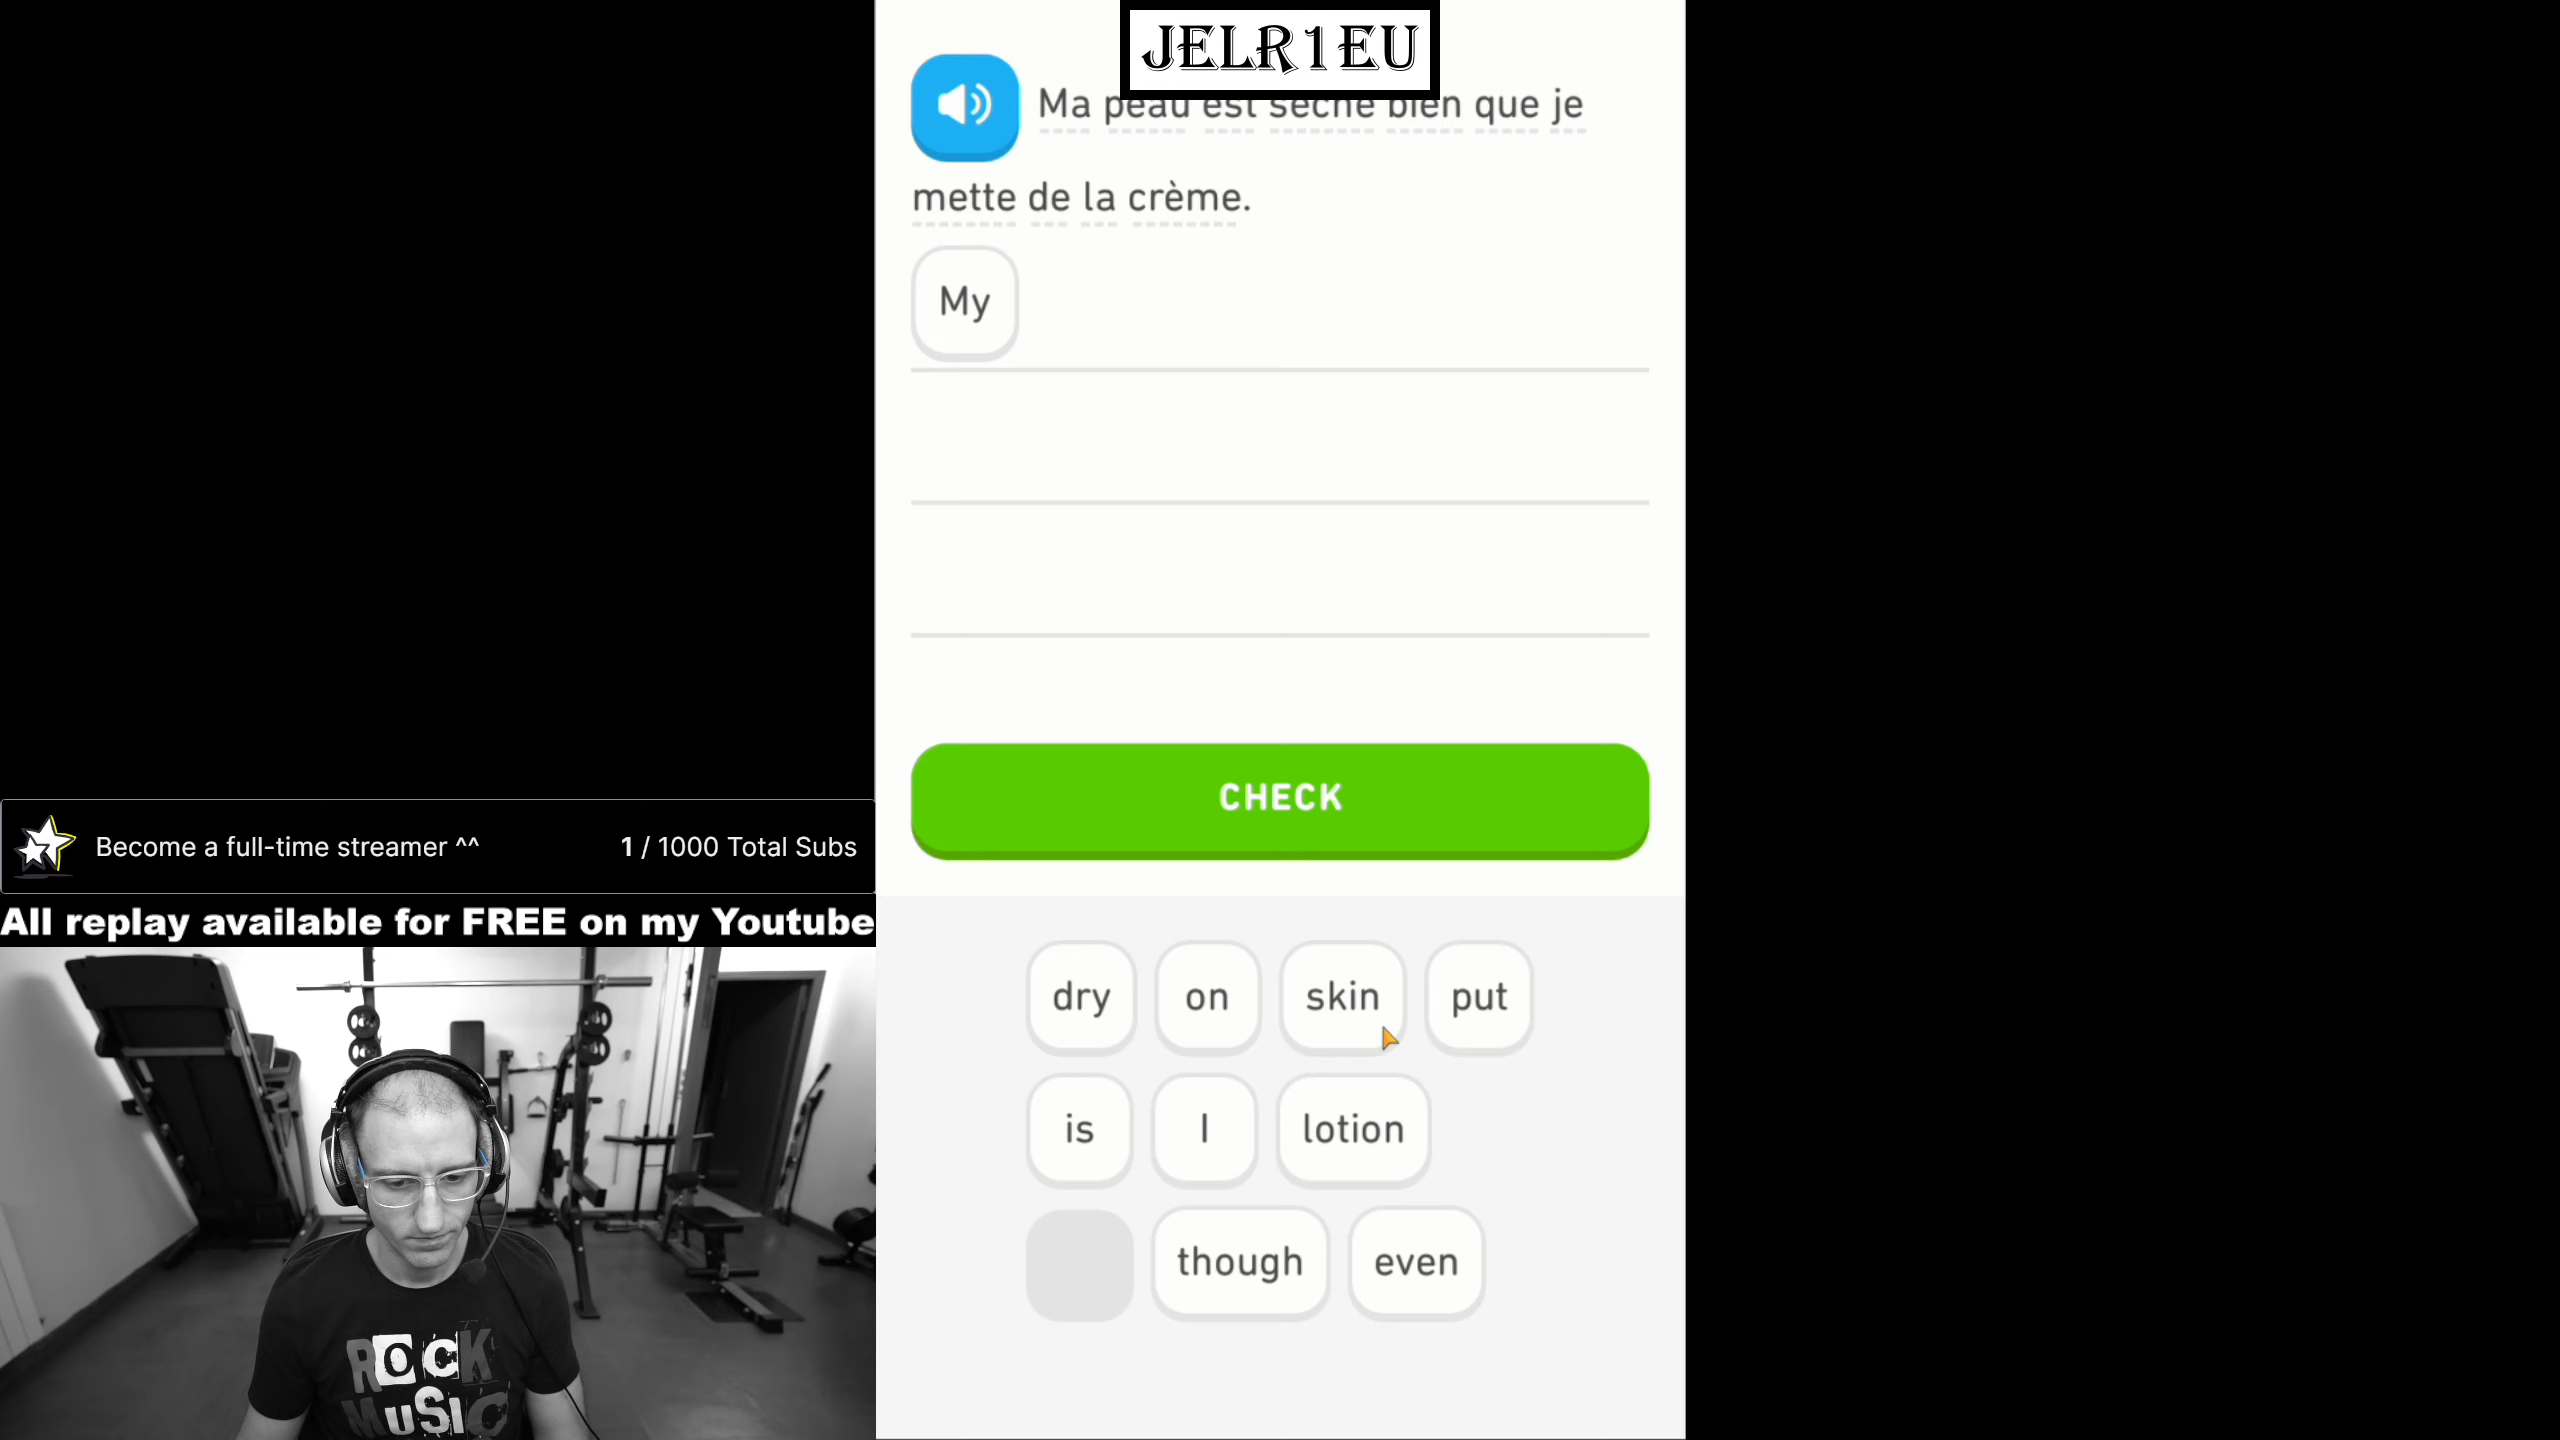 JELR1EU
Ma peau est sèche bien que je
mette de la crème.
My
CHECK
Become a full-time streamer ^^ 1 / 1000 Total Subs
All replay available for FREE on my Youtube
dry on skin put
is I lotion
though even
ROCK
MUSIC